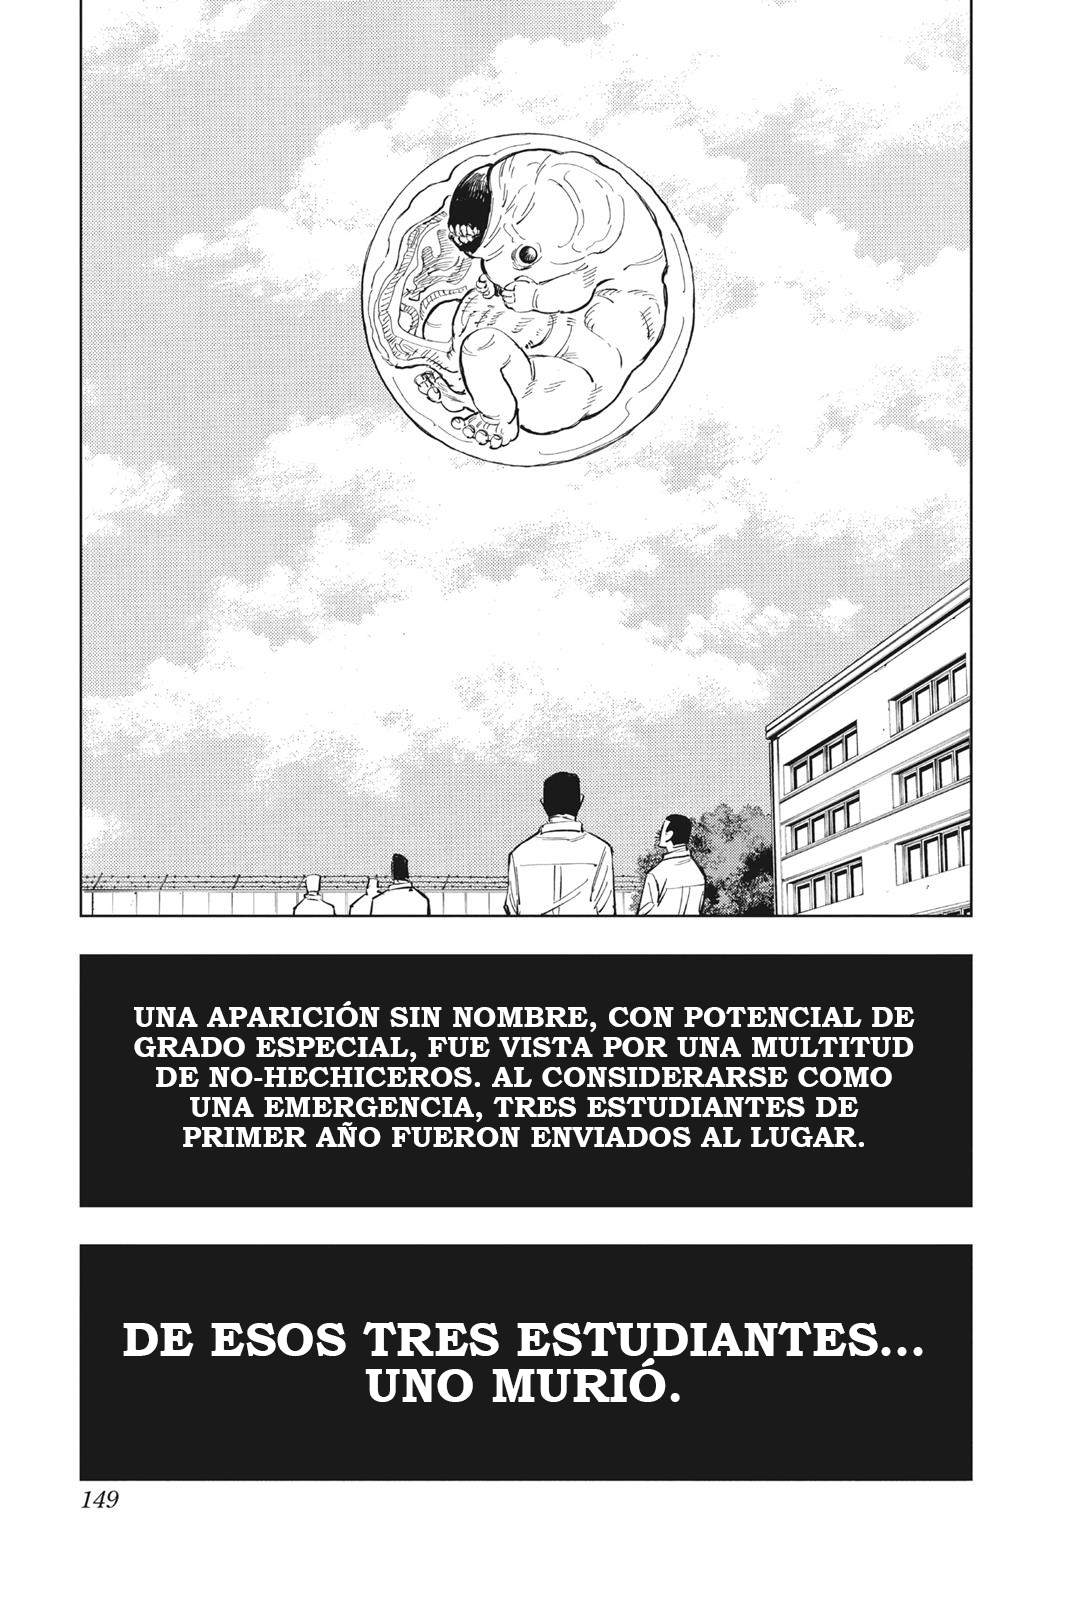 UNA APARICIÓN SIN NOMBRE, CON POTENCIAL DE
GRADO ESPECIAL, FUE VISTA POR UNA MULTITUD
DE NO-HECHICEROS. AL CONSIDERARSE COMO
UNA EMERGENCIA, TRES ESTUDIANTES DE
PRIMER AÑO FUERON ENVIADOS AL LUGAR.
DE ESOS TRES ESTUDIANTES...
UNO MURIÓ.
149